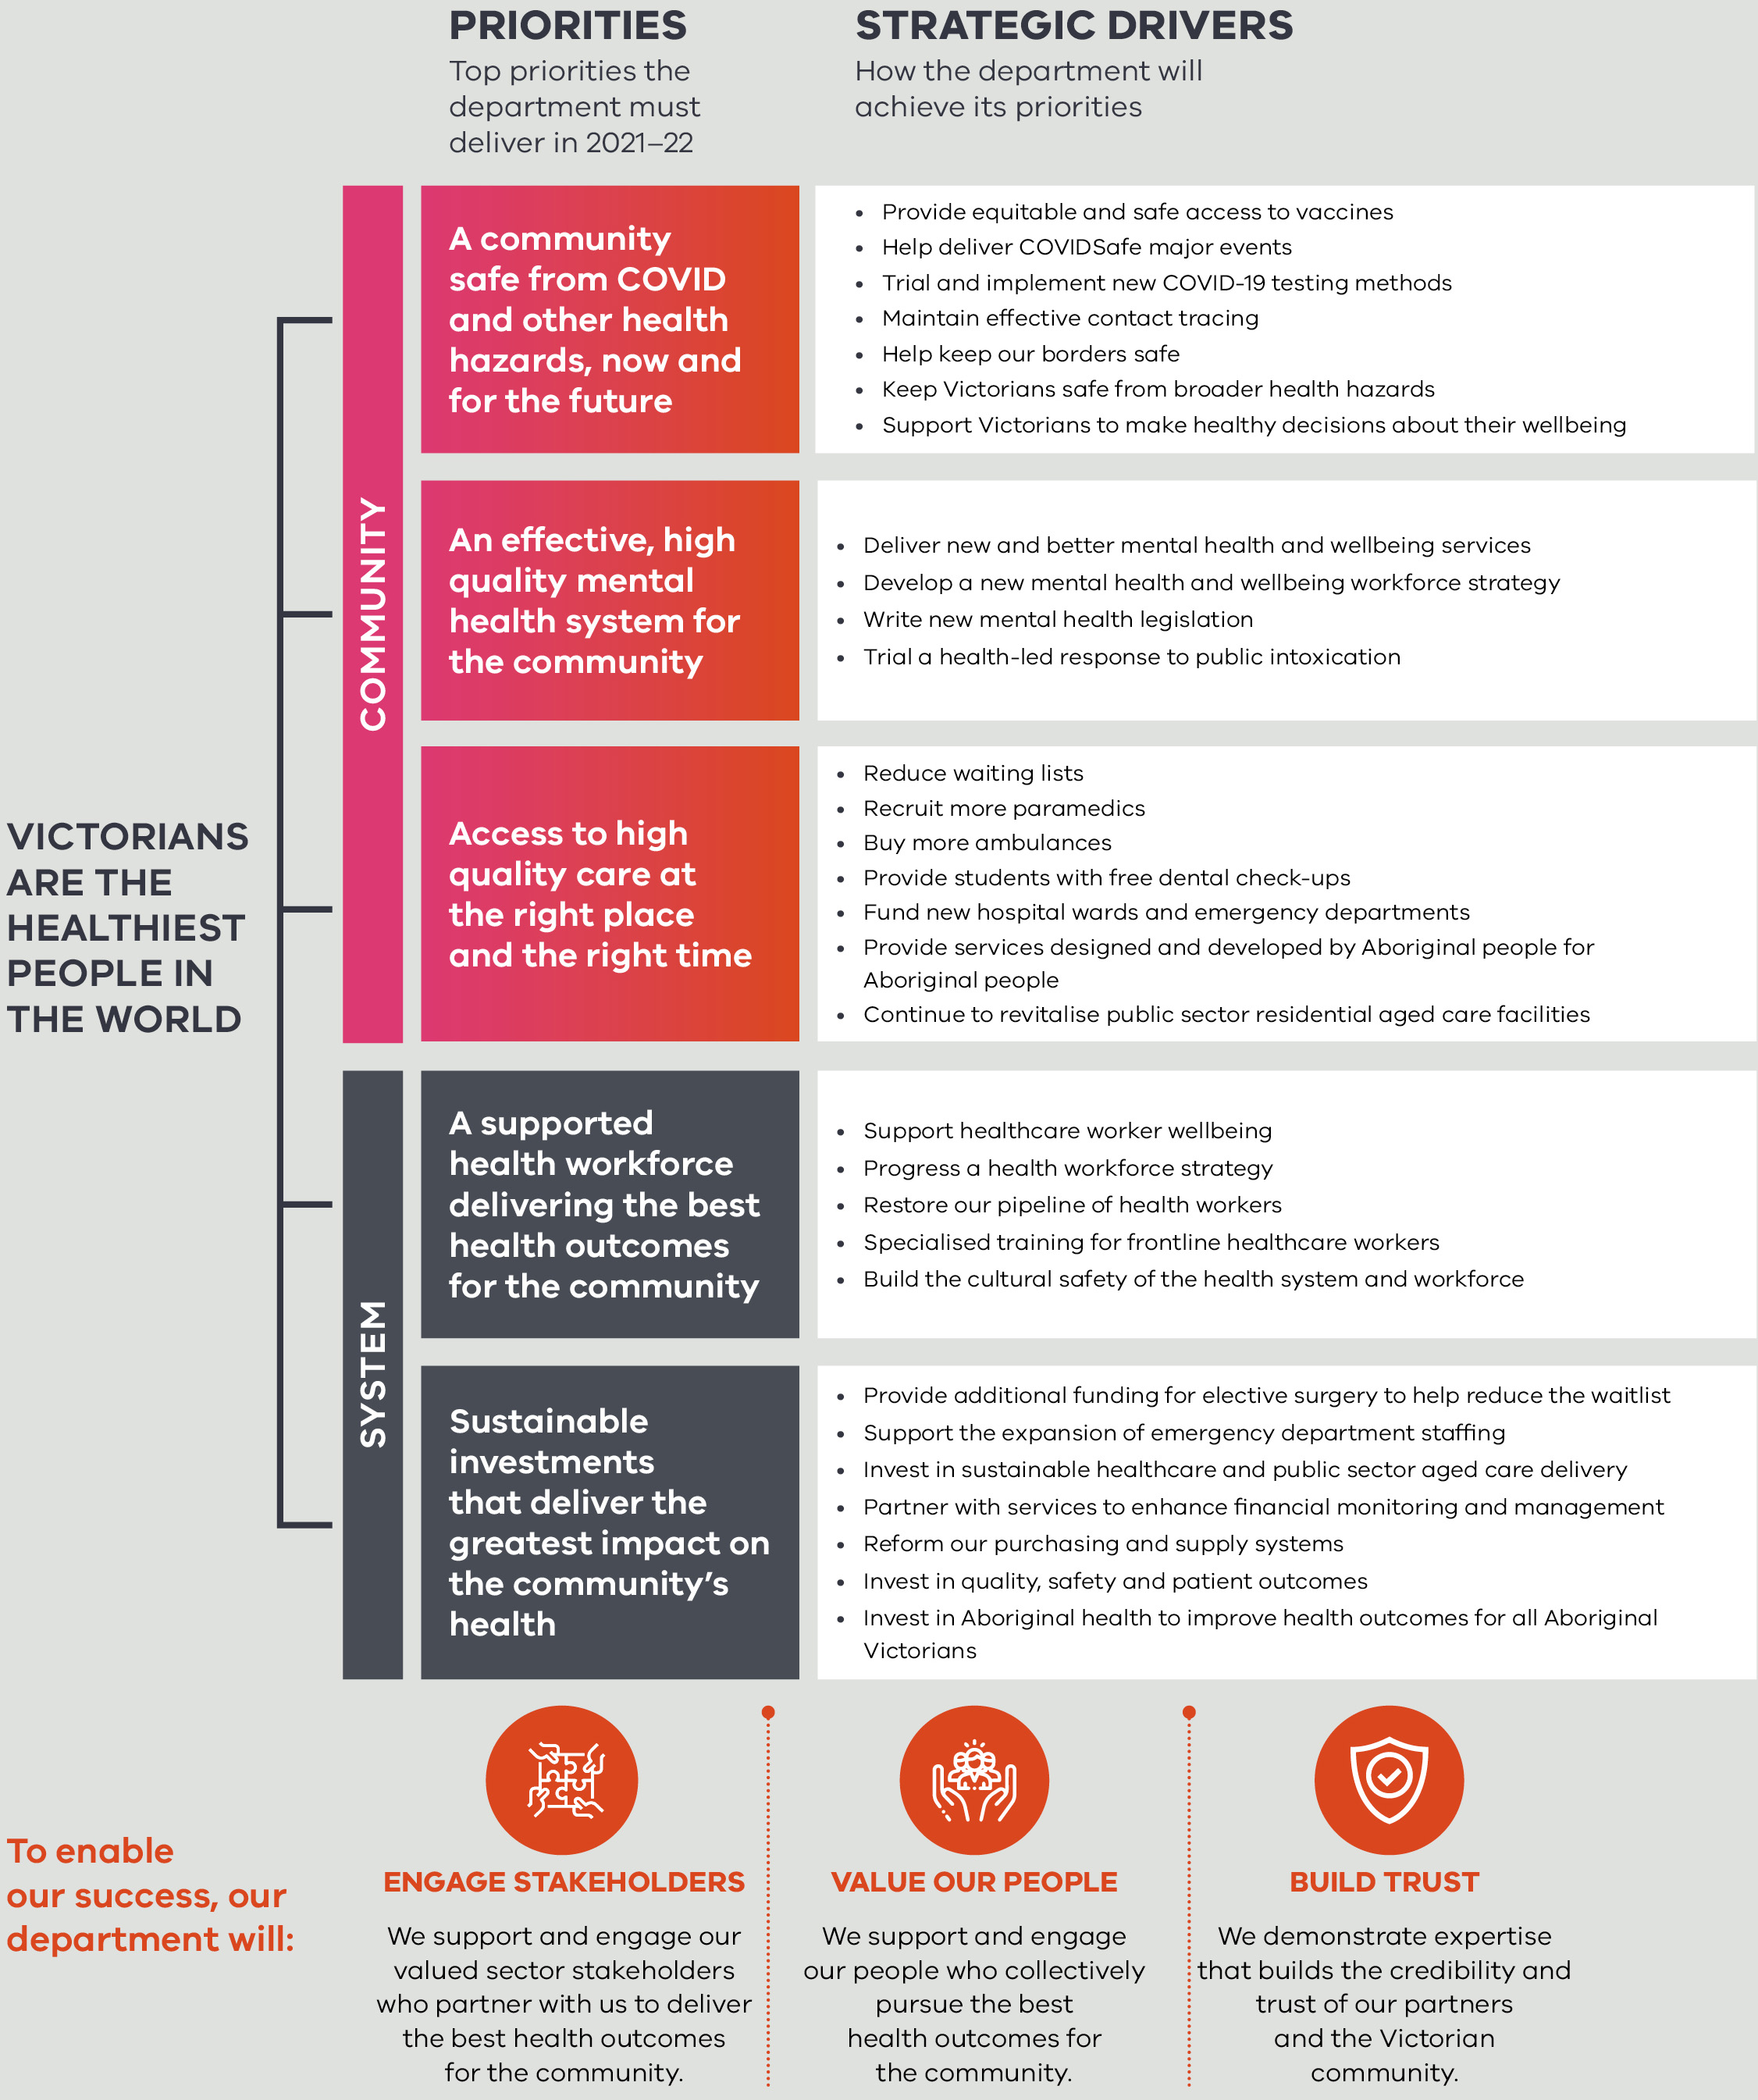 PRIORITIES
Top priorities the
department must
deliver in 2021–22
STRATEGIC DRIVERS
How the department will
achieve its priorities
VICTORIANS
ARE THE
HEALTHIEST
PEOPLE IN
THE WORLD
COMMUNITY
A community
safe from COVID
and other health
hazards, now and
for the future
• Provide equitable and safe access to vaccines
• Help deliver COVIDSafe major events
• Trial and implement new COVID-19 testing methods
• Maintain effective contact tracing
• Help keep our borders safe
• Keep Victorians safe from broader health hazards
• Support Victorians to make healthy decisions about their wellbeing
An effective, high
quality mental
health system for
the community
• Deliver new and better mental health and wellbeing services
• Develop a new mental health and wellbeing workforce strategy
• Write new mental health legislation
• Trial a health-led response to public intoxication
Access to high
quality care at
the right place
and the right time
• Reduce waiting lists
• Recruit more paramedics
• Buy more ambulances
• Provide students with free dental check-ups
• Fund new hospital wards and emergency departments
• Provide services designed and developed by Aboriginal people for
Aboriginal people
• Continue to revitalise public sector residential aged care facilities
SYSTEM
A supported
health workforce
delivering the best
health outcomes
for the community
• Support healthcare worker wellbeing
• Progress a health workforce strategy
• Restore our pipeline of health workers
• Specialised training for frontline healthcare workers
• Build the cultural safety of the health system and workforce
Sustainable
investments
that deliver the
greatest impact on
the community’s
health
• Provide additional funding for elective surgery to help reduce the waitlist
• Support the expansion of emergency department staffing
• Invest in sustainable healthcare and public sector aged care delivery
• Partner with services to enhance financial monitoring and management
• Reform our purchasing and supply systems
• Invest in quality, safety and patient outcomes
• Invest in Aboriginal health to improve health outcomes for all Aboriginal
Victorians
To enable
our success, our
department will:
ENGAGE STAKEHOLDERS
We support and engage our
valued sector stakeholders
who partner with us to deliver
the best health outcomes
for the community.
VALUE OUR PEOPLE
We support and engage
our people who collectively
pursue the best
health outcomes for
the community.
BUILD TRUST
We demonstrate expertise
that builds the credibility and
trust of our partners
and the Victorian
community.